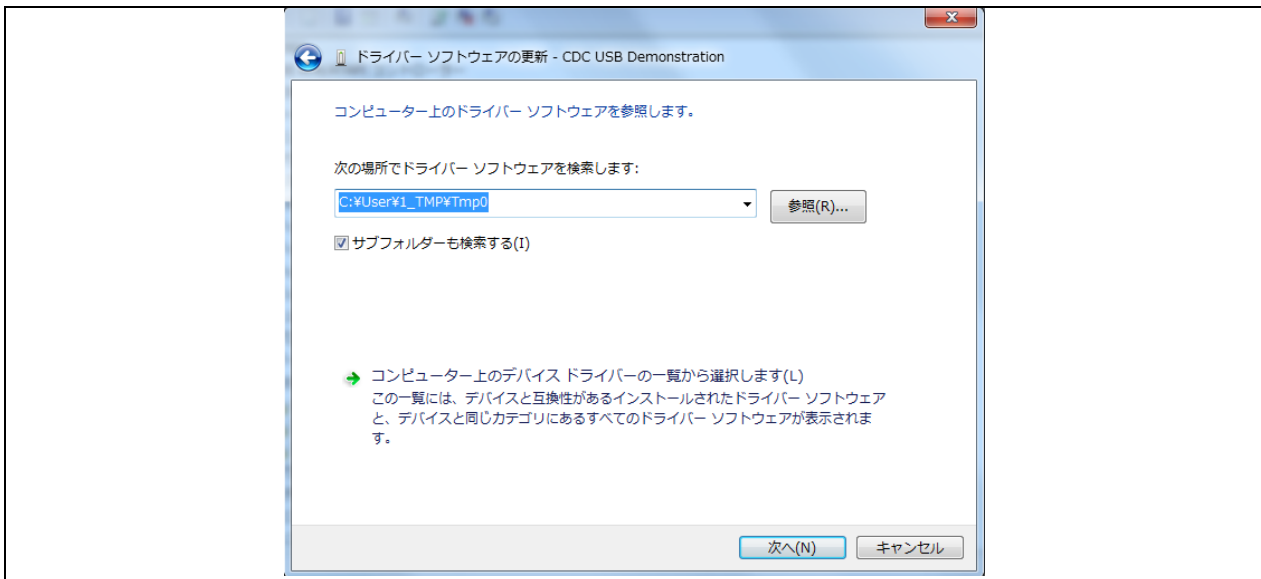 ドライバー ソフトウェアの更新 - CDC USB Demonstration
コンピューター上のドライバー ソフトウェアを参照します。
次の場所でドライバー ソフトウェアを検索します:
C:¥User¥1_TMP¥Tmp0
参照(R)...
サブフォルダーも検索する(I)
コンピューター上のデバイス ドライバーの一覧から選択します(L)
この一覧には、デバイスと互換性があるインストールされたドライバー ソフトウェア
と、デバイスと同じカテゴリにあるすべてのドライバー ソフトウェアが表示されま
す。
次へ(N)
キャンセル